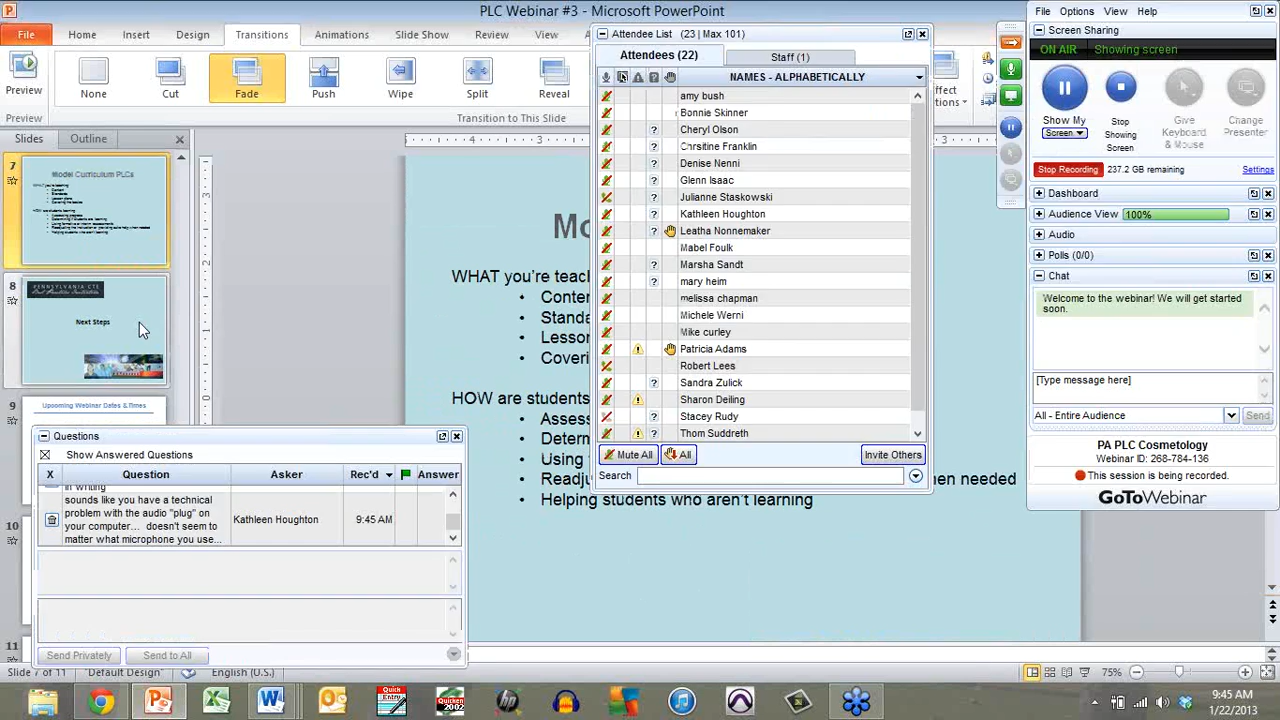 PLC Webinar #3 - Microsoft PowerPoint
File Home Insert Transitions Animations Slide Show Review View
Preview None Cut Fade Push Wipe Split Reveal
Preview Transition to This Slide
Slides Outline
7
Model Curriculum PLCs
8
Next Steps
9
Upcoming Webinar Dates & Times
10
11
WHAT you're teac
Conter
Standa
Lesso
Coveri
HOW are students
Assess
Determ
Using
Readju
hen needed
Helping students who aren't learning
Attendee List (23 | Max 101)
Attendees (22) Staff (1)
NAMES - ALPHABETICALLY
amy bush
Bonnie Skinner
Cheryl Olson
Chrsitine Franklin
Denise Nenni
Glenn Isaac
Julianne Staskowski
Kathleen Houghton
Leatha Nonnemaker
Mabel Foulk
Marsha Sandt
mary heim
melissa chapman
Michele Werni
Mike curley
Patricia Adams
Robert Lees
Sandra Zulick
Sharon Deiling
Stacey Rudy
Thom Suddreth
Mute All All Invite Others
Search
Questions
Show Answered Questions
X Question Asker Rec'd Answer
in writing
sounds like you have a technical
problem with the audio "plug" on
your computer... doesn't seem to
matter what microphone you use...
Kathleen Houghton 9:45 AM
Send Privately Send to All
File Options View Help
Screen Sharing
ON AIR Showing screen
Show My
Screen
Stop
Showing
Screen
Give
Keyboard
& Mouse
Change
Presenter
Stop Recording 237.2 GB remaining Settings
Dashboard
Audience View 100%
Audio
Polls (0/0)
Chat
Welcome to the webinar! We will get started
soon.
[Type message here]
All - Entire Audience Send
PA PLC Cosmetology
Webinar ID: 268-784-136
This session is being recorded.
GoToWebinar
Slide 7 of 11 "Default Design" English (U.S.) 75%
9:45 AM
1/22/2013